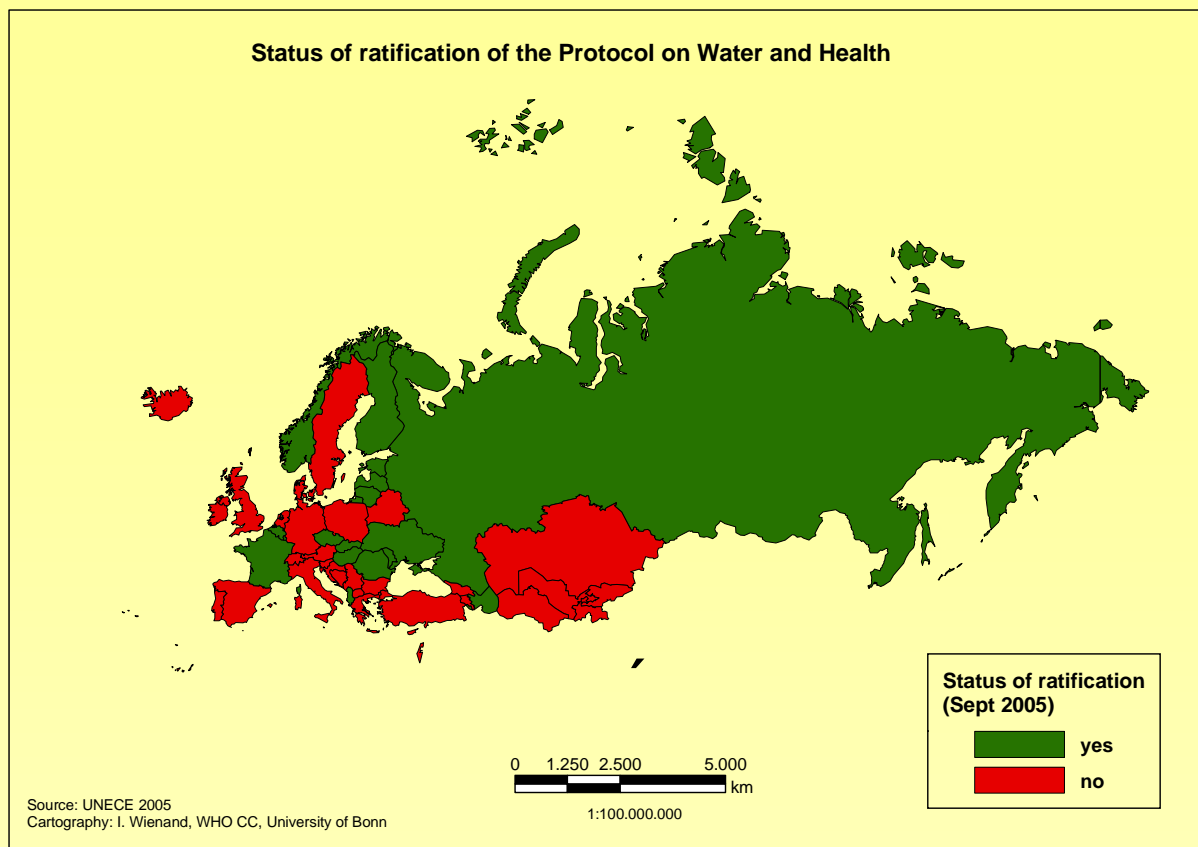 Status of ratification of the Protocol on Water and Health
Status of ratification
(Sept 2005)
yes
no
0 1.250 2.500 5.000
km
1:100.000.000
Source: UNECE 2005
Cartography: I. Wienand, WHO CC, University of Bonn